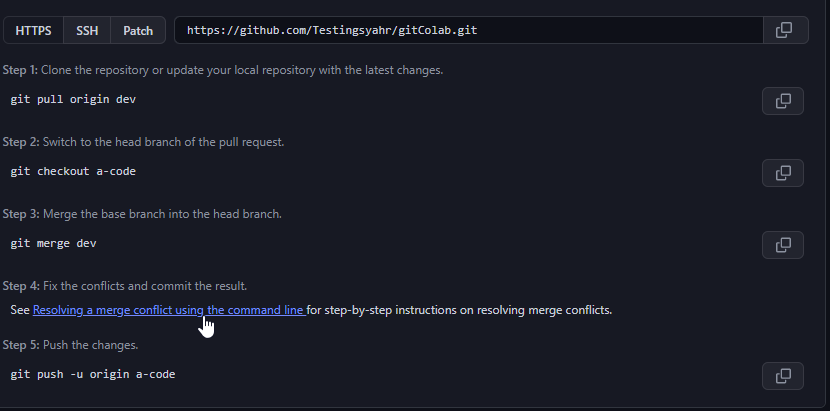 HTTPS SSH Patch https://github.com/Testingsyahr/gitColab.git
Step 1: Clone the repository or update your local repository with the latest changes.
git pull origin dev
Step 2: Switch to the head branch of the pull request.
git checkout a-code
Step 3: Merge the base branch into the head branch.
git merge dev
Step 4: Fix the conflicts and commit the result.
See Resolving a merge conflict using the command line for step-by-step instructions on resolving merge conflicts.
Step 5: Push the changes.
git push -u origin a-code